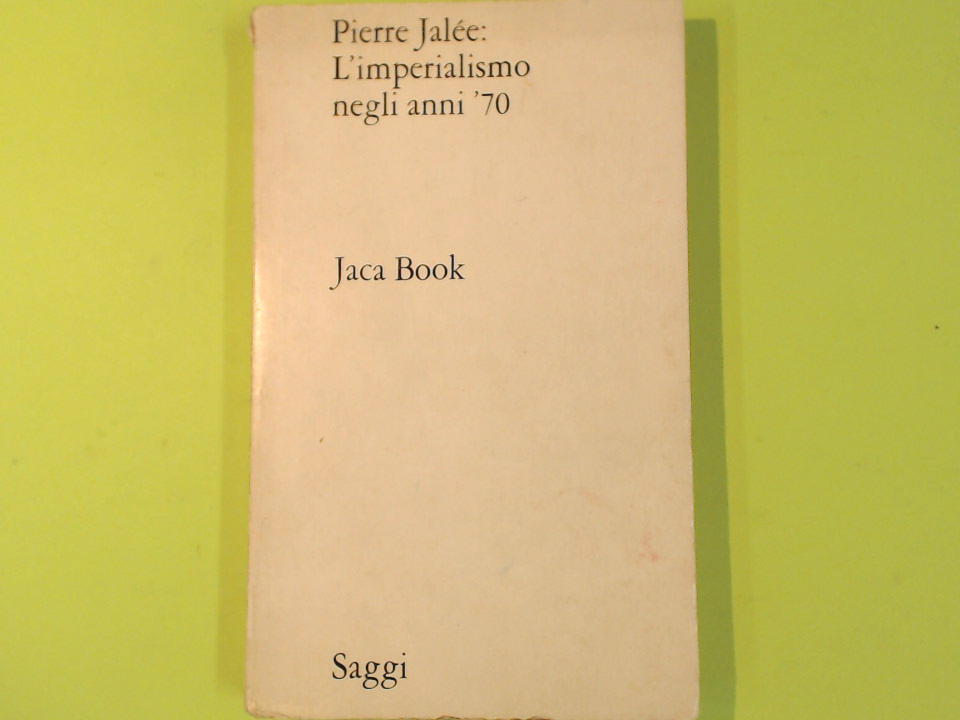 Pierre Jalée:
L'imperialismo
negli anni '70
Jaca Book
Saggi